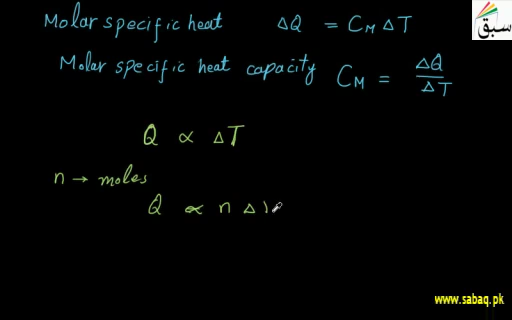 Molar specific heat ΔQ = C_M ΔT
سبق
Molar specific heat capacity C_M = ΔQ/ΔT
Q ∝ ΔT
n → moles
Q ∝ n Δ
www.sabaq.pk